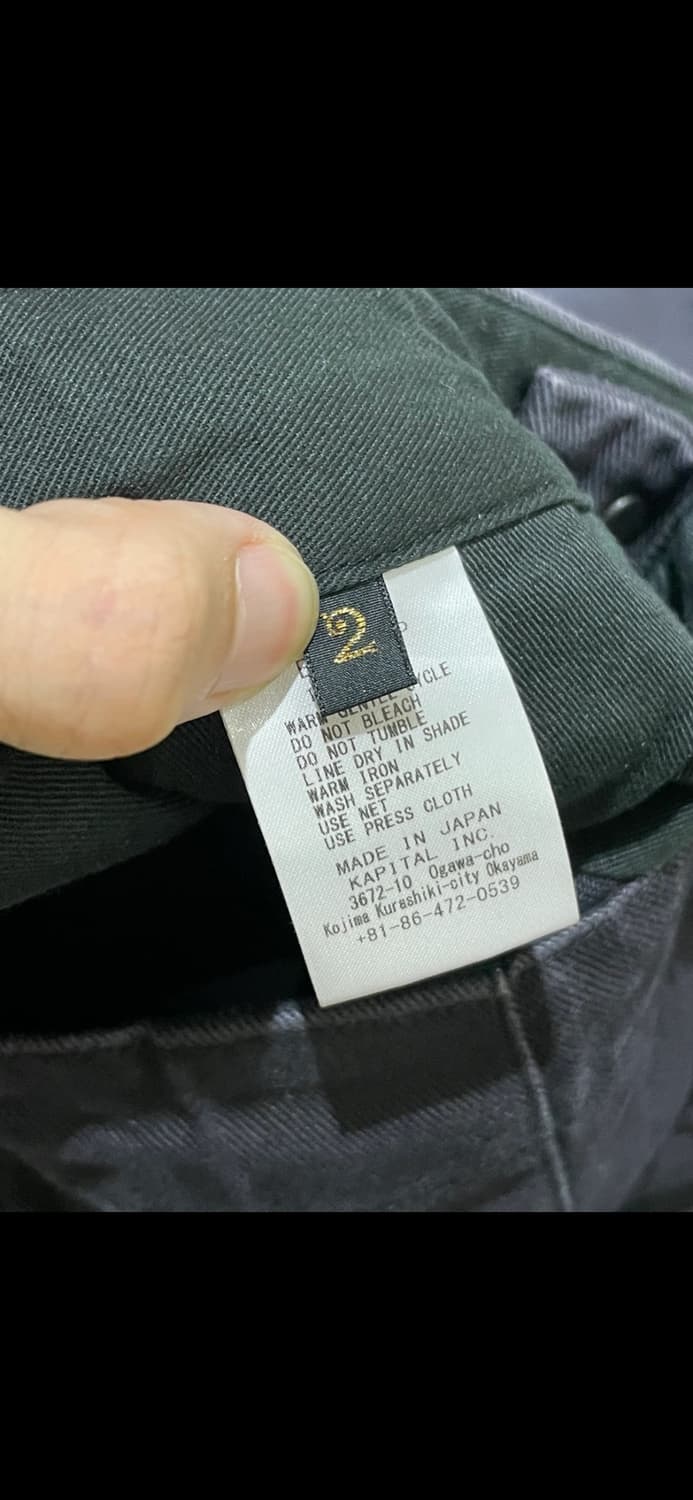 2
WARM GENTLE CYCLE
DO NOT BLEACH
DO NOT TUMBLE
LINE DRY IN SHADE
WARM IRON
WASH SEPARATELY
USE NET
USE PRESS CLOTH
MADE IN JAPAN
KAPITAL INC.
3672-10 Ogawa-cho
Kojima Kurashiki-city Okayama
+81-86-472-0539